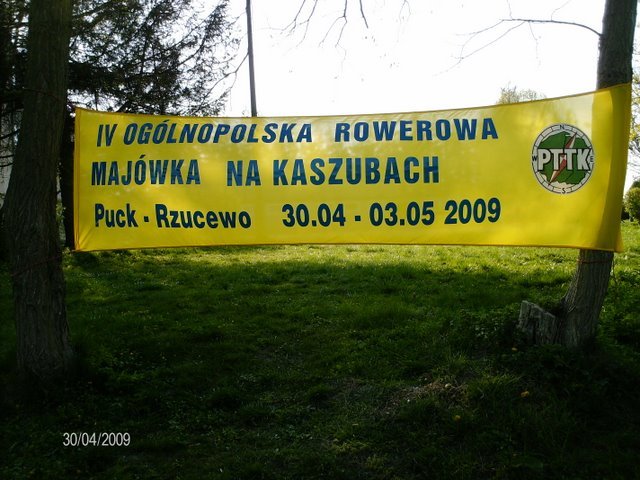 IV OGÓLNOPOLSKA ROWEROWA
MAJÓWKA NA KASZUBACH
Puck - Rzucewo 30.04 - 03.05 2009
PTTK
30/04/2009